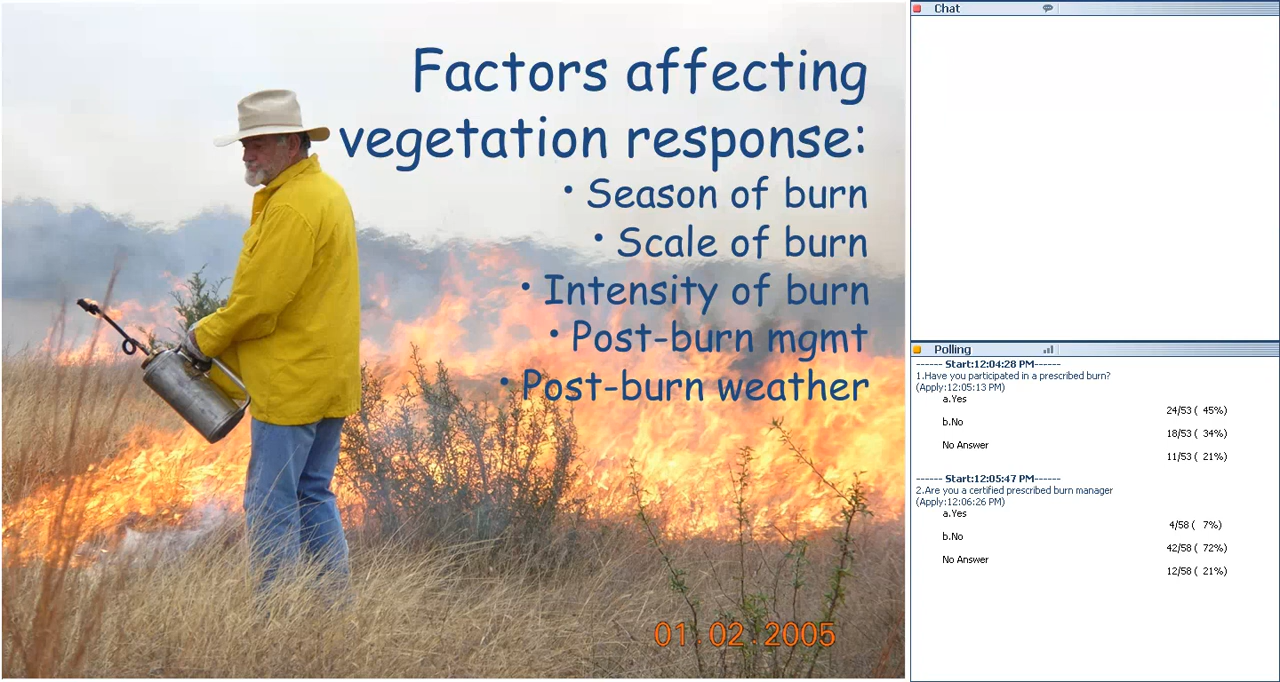 Factors affecting
vegetation response:
• Season of burn
• Scale of burn
• Intensity of burn
• Post-burn mgmt
• Post-burn weather
01.02.2005
Chat
Polling
------ Start:12:04:28 PM------
1.Have you participated in a prescribed burn?
(Apply:12:05:13 PM)
a.Yes
24/53 ( 45%)
b.No
18/53 ( 34%)
No Answer
11/53 ( 21%)
------ Start:12:05:47 PM------
2.Are you a certified prescribed burn manager
(Apply:12:06:26 PM)
a.Yes
4/58 ( 7%)
b.No
42/58 ( 72%)
No Answer
12/58 ( 21%)